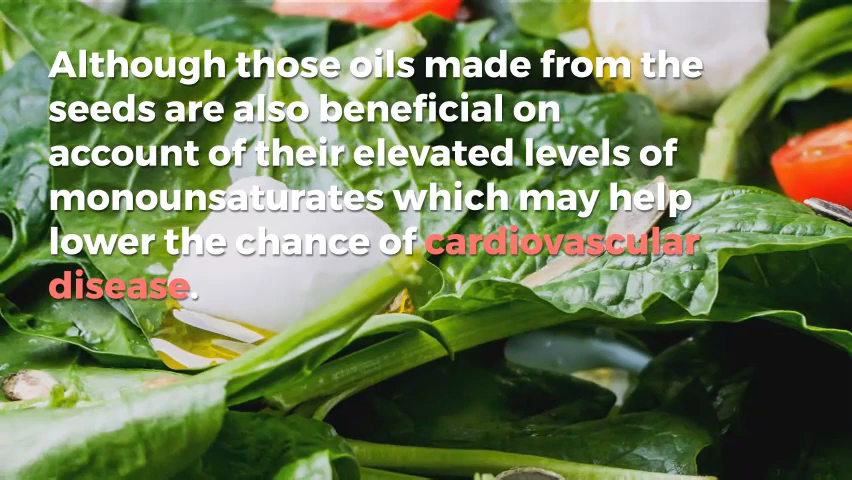 Although those oils made from the
seeds are also beneficial on
account of their elevated levels of
monounsaturates which may help
lower the chance of cardiovascular
disease.